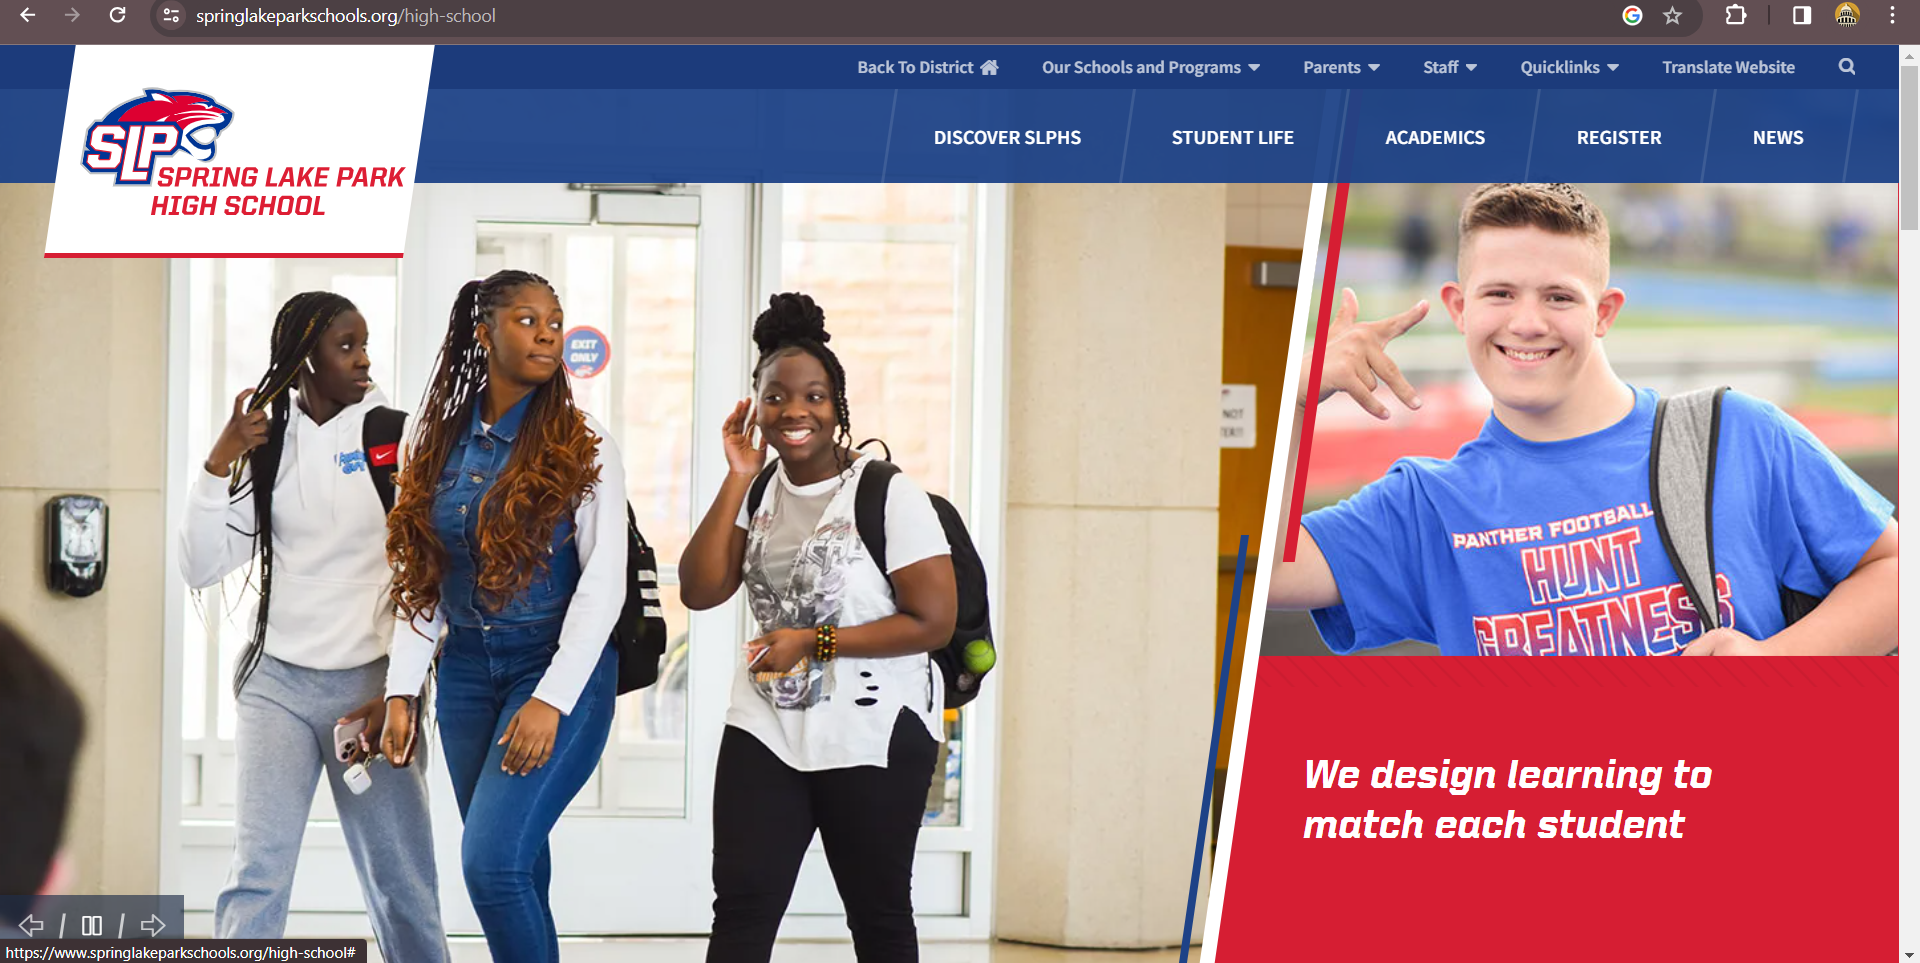 springlakeparkschools.org/high-school
Back To District
Our Schools and Programs
Parents
Staff
Quicklinks
Translate Website
SLP
SPRING LAKE PARK
HIGH SCHOOL
DISCOVER SLPHS
STUDENT LIFE
ACADEMICS
REGISTER
NEWS
EXIT
ONLY
NOT
PANTHER FOOTBALL
HUNT
GREATNESS
We design learning to
match each student
https://www.springlakeparkschools.org/high-school#